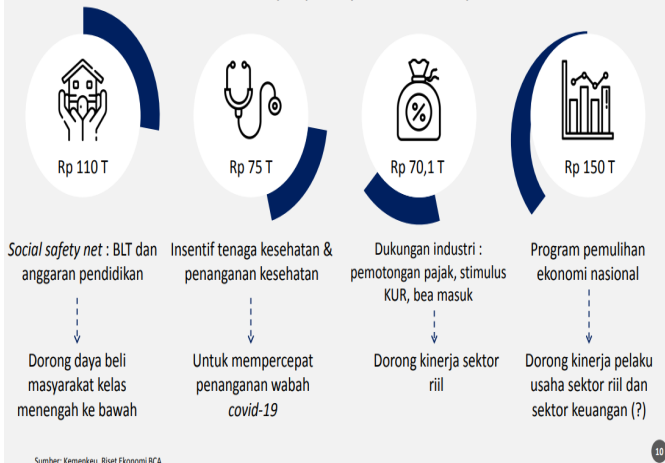 Rp 110 T
Rp 75 T
Rp 70,1 T
Rp 150 T
Social safety net : BLT dan
anggaran pendidikan
Insentif tenaga kesehatan &
penanganan kesehatan
Dukungan industri :
pemotongan pajak, stimulus
KUR, bea masuk
Program pemulihan
ekonomi nasional
Dorong daya beli
masyarakat kelas
menengah ke bawah
Untuk mempercepat
penanganan wabah
covid-19
Dorong kinerja sektor
riil
Dorong kinerja pelaku
usaha sektor riil dan
sektor keuangan (?)
Sumber: Kemenkeu, Riset Ekonomi BCA
10